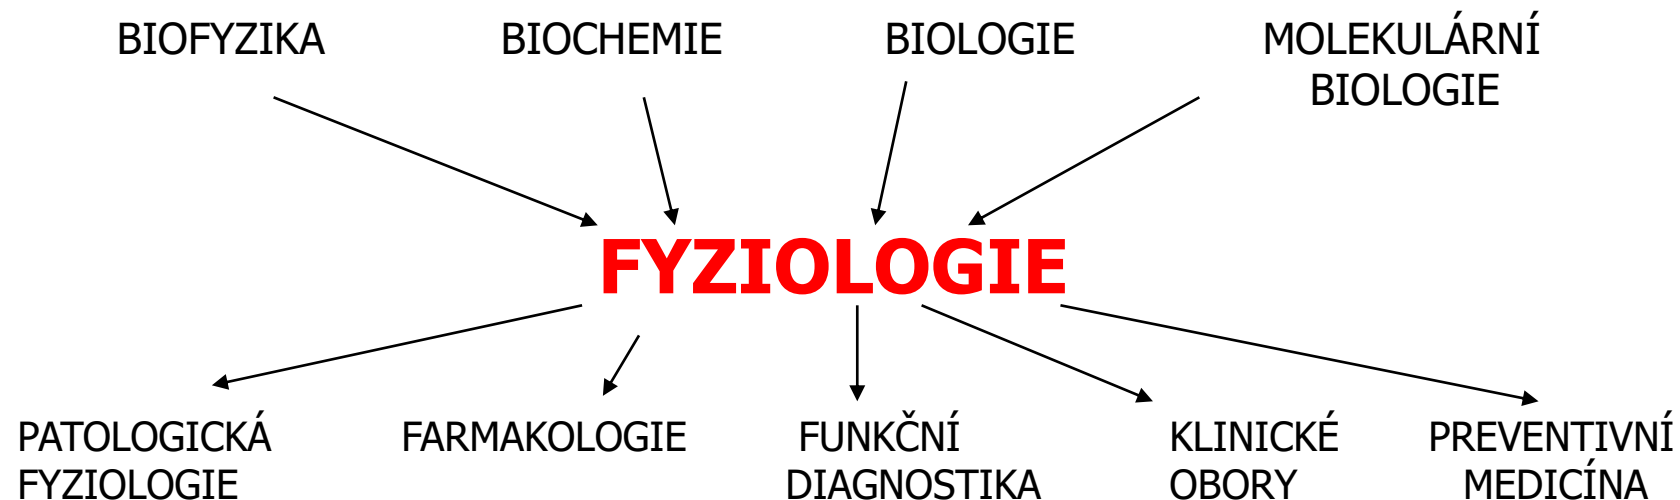 BIOFYZIKA
BIOCHEMIE
BIOLOGIE
MOLEKULÁRNÍ
BIOLOGIE
FYZIOLOGIE
PATOLOGICKÁ
FYZIOLOGIE
FARMAKOLOGIE
FUNKČNÍ
DIAGNOSTIKA
KLINICKÉ
OBORY
PREVENTIVNÍ
MEDICÍNA